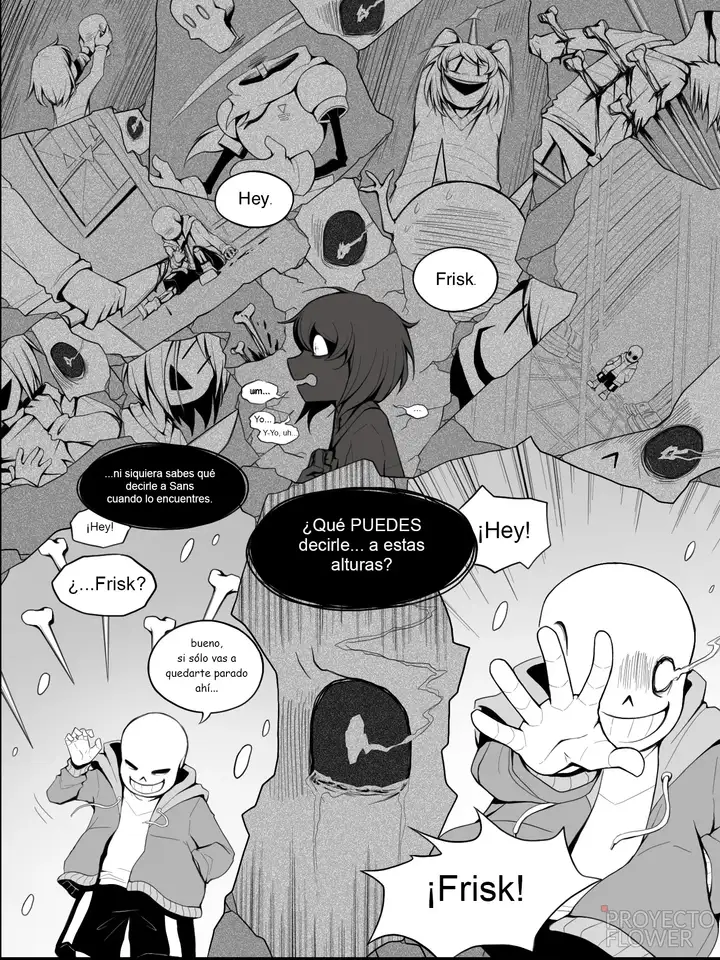 Hey.
Frisk.
um...
Yo...
Y-Yo, uh..
...
...ni siquiera sabes qué
decirle a Sans
cuando lo encuentres.
¿Qué PUEDES
decirle... a estas
alturas?
¡Hey!
¡Hey!
¿...Frisk?
bueno,
si sólo vas a
quedarte parado
ahí...
¡Frisk!
PROYECTO
FLOWER